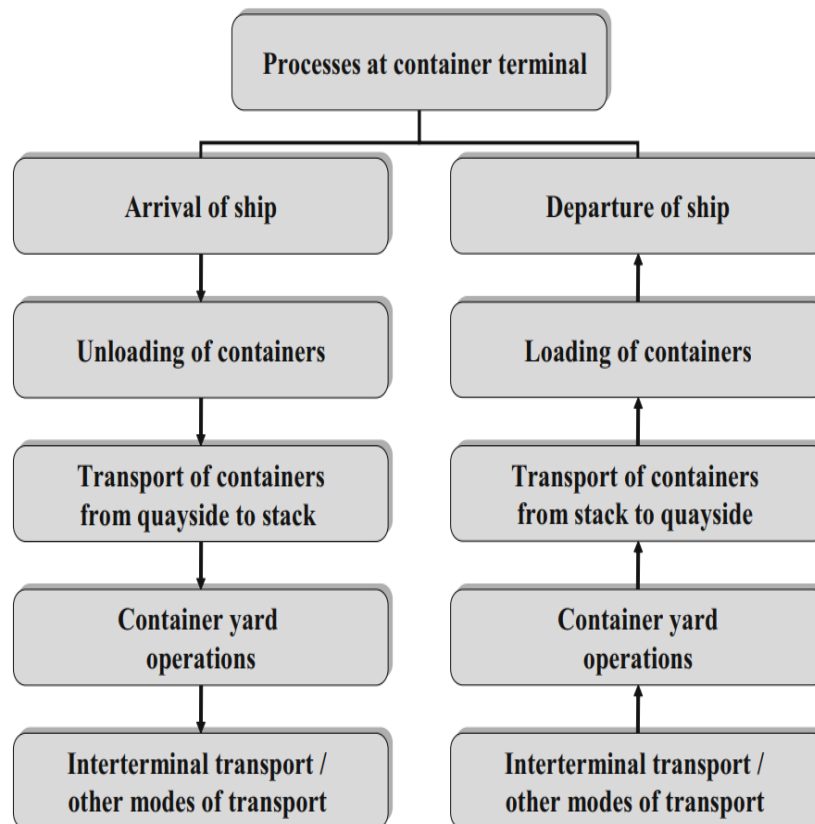 Processes at container terminal
Arrival of ship
Unloading of containers
Transport of containers
from quayside to stack
Container yard
operations
Interterminal transport /
other modes of transport
Departure of ship
Loading of containers
Transport of containers
from stack to quayside
Container yard
operations
Interterminal transport /
other modes of transport